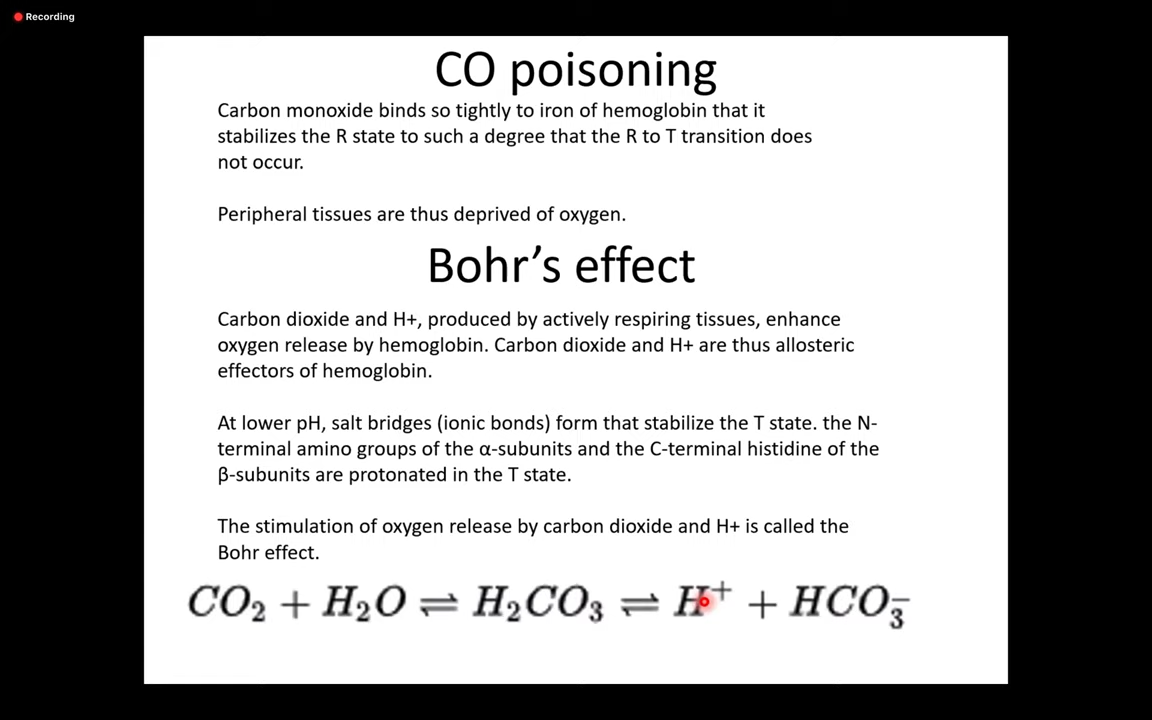 Recording
CO poisoning
Carbon monoxide binds so tightly to iron of hemoglobin that it
stabilizes the R state to such a degree that the R to T transition does
not occur.
Peripheral tissues are thus deprived of oxygen.
Bohr’s effect
Carbon dioxide and H+, produced by actively respiring tissues, enhance
oxygen release by hemoglobin. Carbon dioxide and H+ are thus allosteric
effectors of hemoglobin.
At lower pH, salt bridges (ionic bonds) form that stabilize the T state. the N-
terminal amino groups of the α-subunits and the C-terminal histidine of the
β-subunits are protonated in the T state.
The stimulation of oxygen release by carbon dioxide and H+ is called the
Bohr effect.
CO₂ + H₂O ⇌ H₂CO₃ ⇌ H⁺ + HCO₃⁻